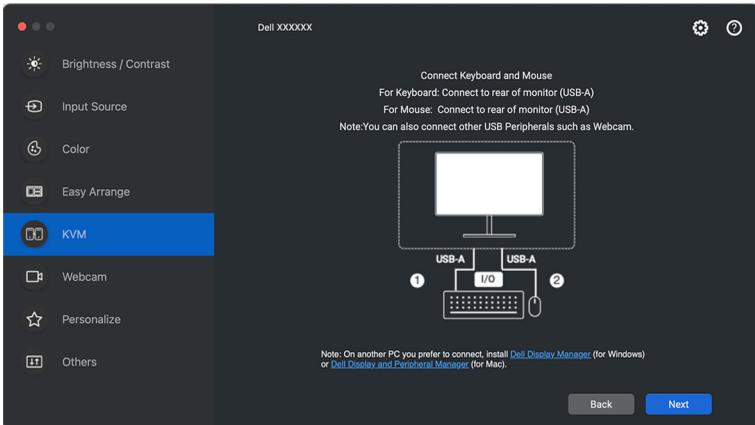 Dell XXXXXX
Brightness / Contrast
Input Source
Color
Easy Arrange
KVM
Webcam
Personalize
Others
Connect Keyboard and Mouse
For Keyboard: Connect to rear of monitor (USB-A)
For Mouse: Connect to rear of monitor (USB-A)
Note:You can also connect other USB Peripherals such as Webcam.
USB-A USB-A
1 I/O 2
Note: On another PC you prefer to connect, install Dell Display Manager (for Windows)
or Dell Display and Peripheral Manager (for Mac).
Back Next